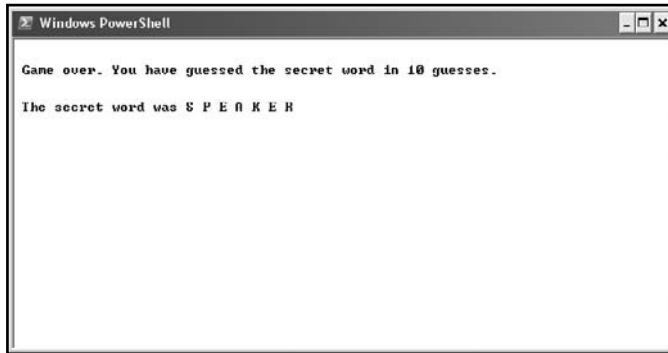 Windows PowerShell
Game over. You have guessed the secret word in 10 guesses.
The secret word was S P E A K E R